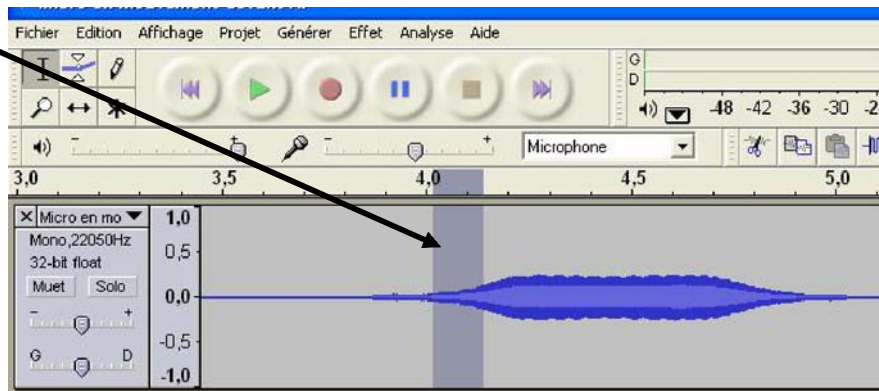 Fichier Edition Affichage Projet Générer Effet Analyse Aide
G
D
-48 -42 -36 -30
Microphone
3,0 3,5 4,0 4,5 5,0
Micro en mo
Mono,22050Hz
32-bit float
Muet Solo
- +
G D
1,0
0,5
0,0
-0,5
-1,0